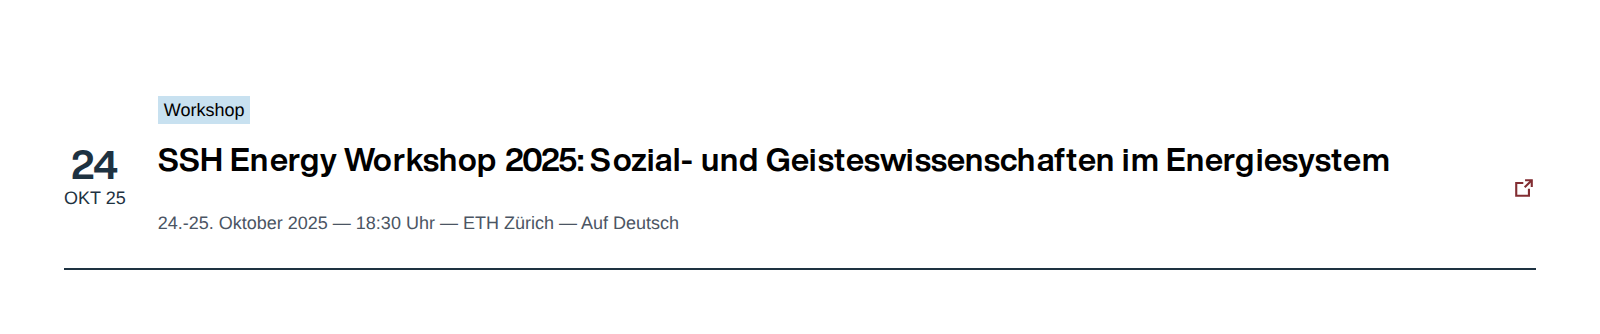 Workshop
24
OKT 25
SSH Energy Workshop 2025: Sozial- und Geisteswissenschaften im Energiesystem
24.-25. Oktober 2025 — 18:30 Uhr — ETH Zürich — Auf Deutsch